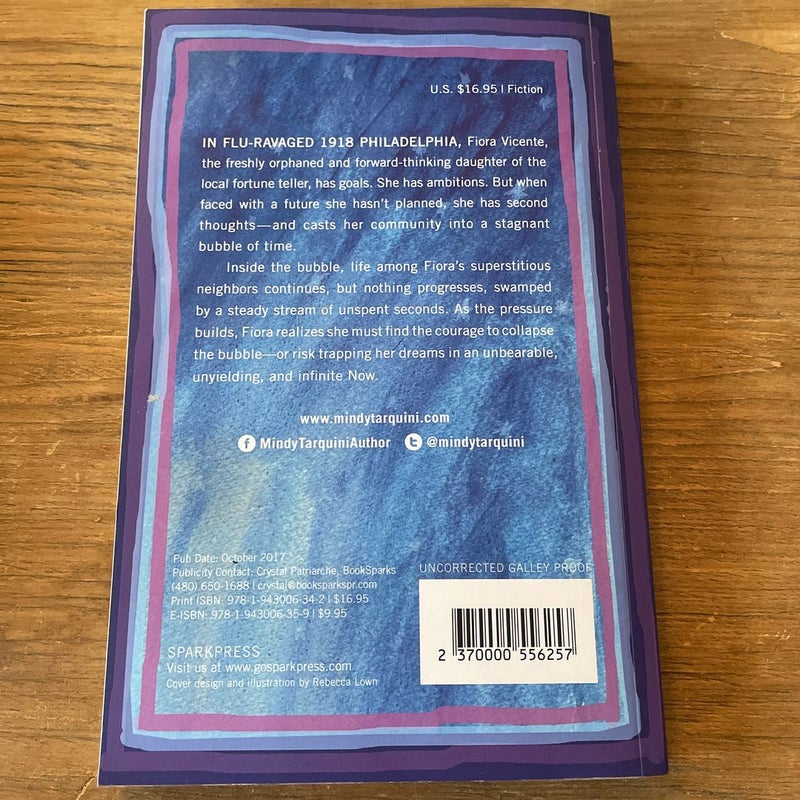 U.S. $16.95 | Fiction
IN FLU-RAVAGED 1918 PHILADELPHIA, Fiora Vicente,
the freshly orphaned and forward-thinking daughter of the
local fortune teller, has goals. She has ambitions. But when
faced with a future she hasn't planned, she has second
thoughts—and casts her community into a stagnant
bubble of time.
Inside the bubble, life among Fiora's superstitious
neighbors continues, but nothing progresses, swamped
by a steady stream of unspent seconds. As the pressure
builds, Fiora realizes she must find the courage to collapse
the bubble—or risk trapping her dreams in an unbearable,
unyielding, and infinite Now.
www.mindytarquini.com
f MindyTarquiniAuthor t @mindytarquini
Pub Date: October 2017
Publicity Contact: Crystal Patriarche, BookSparks
(480) 650-1688 | crystal@booksparkspr.com
Print ISBN: 978-1-943006-34-2 | $16.95
E-ISBN: 978-1-943006-35-9 | $9.95
SPARKPRESS
Visit us at www.gosparkpress.com
Cover design and illustration by Rebecca Lown
UNCORRECTED GALLEY PROOF
2 370000 556257